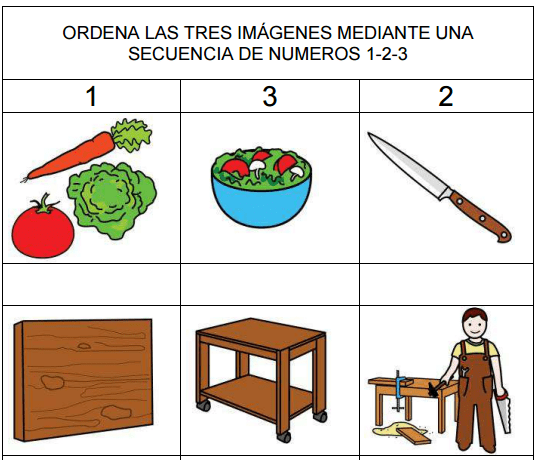 ORDENA LAS TRES IMÁGENES MEDIANTE UNA
SECUENCIA DE NUMEROS 1-2-3
1 3 2